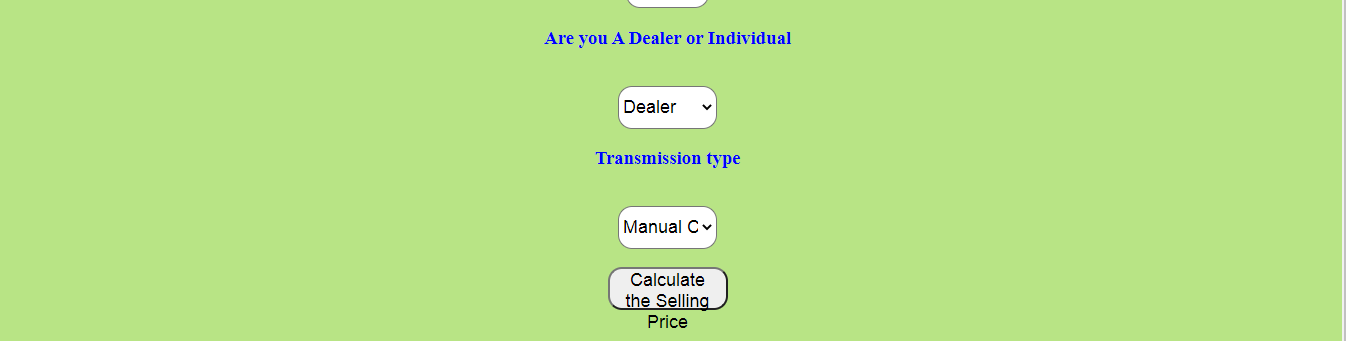 Are you A Dealer or Individual
Dealer
Transmission type
Manual C
Calculate
the Selling
Price